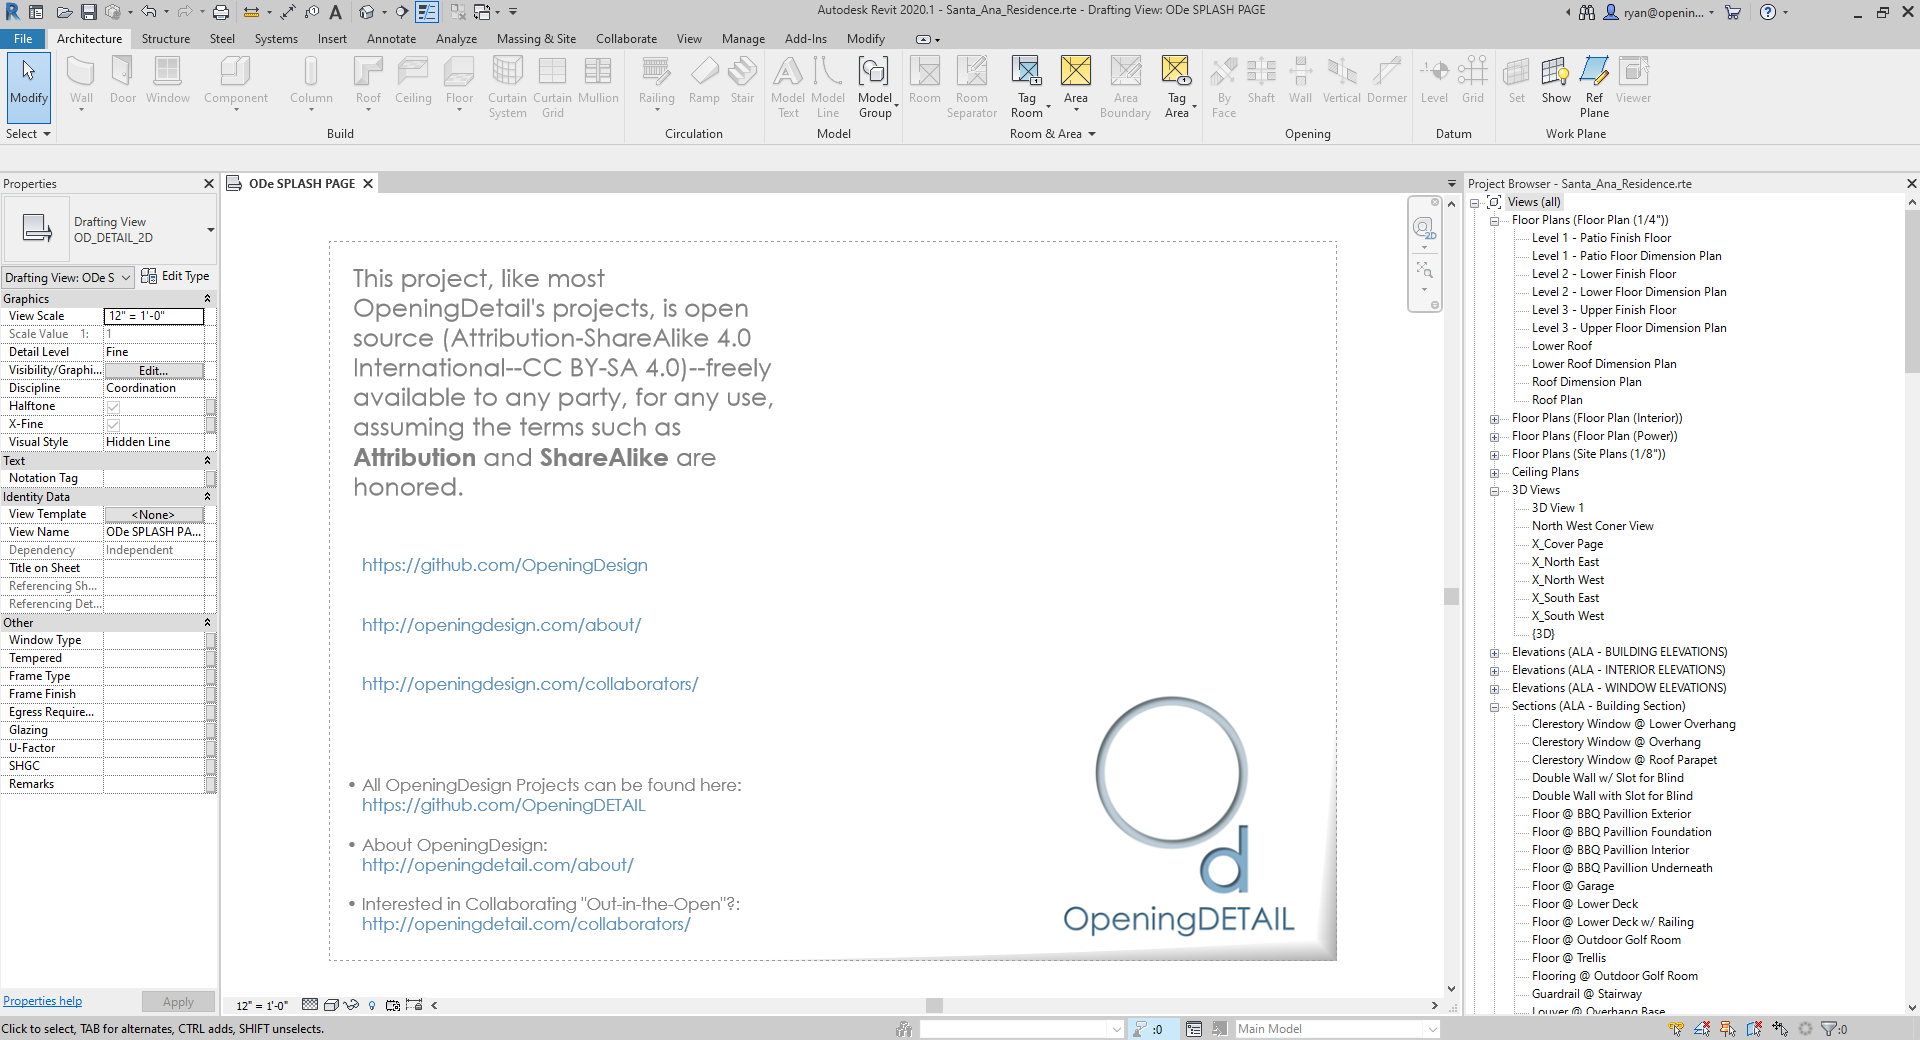 Autodesk Revit 2020.1 - Santa_Ana_Residence.rte - Drafting View: ODe SPLASH PAGE
ryan@openin...
File Architecture Structure Steel Systems Insert Annotate Analyze Massing & Site Collaborate View Manage Add-Ins Modify
Modify Wall Door Window Component Column Roof Ceiling Floor Curtain System Curtain Grid Mullion Railing Ramp Stair Model Text Model Line Model Group Room Room Separator Tag Room Area Area Boundary Tag Area By Face Shaft Wall Vertical Dormer Level Grid Set Show Ref Plane Viewer
Select Build Circulation Model Room & Area Opening Datum Work Plane
Properties
Drafting View
OD_DETAIL_2D
Drafting View: ODe S Edit Type
Graphics
View Scale 12" = 1'-0"
Scale Value 1: 1
Detail Level Fine
Visibility/Graphi... Edit...
Discipline Coordination
Halftone
X-Fine
Visual Style Hidden Line
Text
Notation Tag
Identity Data
View Template <None>
View Name ODe SPLASH PA...
Dependency Independent
Title on Sheet
Referencing Sh...
Referencing Det...
Other
Window Type
Tempered
Frame Type
Frame Finish
Egress Require...
Glazing
U-Factor
SHGC
Remarks
Properties help Apply
ODe SPLASH PAGE
2D
This project, like most
OpeningDetail's projects, is open
source (Attribution-ShareAlike 4.0
International--CC BY-SA 4.0)--freely
available to any party, for any use,
assuming the terms such as
Attribution and ShareAlike are
honored.
https://github.com/OpeningDesign
http://openingdesign.com/about/
http://openingdesign.com/collaborators/
• All OpeningDesign Projects can be found here:
https://github.com/OpeningDETAIL
• About OpeningDesign:
http://openingdetail.com/about/
• Interested in Collaborating "Out-in-the-Open"?:
http://openingdetail.com/collaborators/
d
OpeningDETAIL
12" = 1'-0"
Project Browser - Santa_Ana_Residence.rte
Views (all)
Floor Plans (Floor Plan (1/4"))
Level 1 - Patio Finish Floor
Level 1 - Patio Floor Dimension Plan
Level 2 - Lower Finish Floor
Level 2 - Lower Floor Dimension Plan
Level 3 - Upper Finish Floor
Level 3 - Upper Floor Dimension Plan
Lower Roof
Lower Roof Dimension Plan
Roof Dimension Plan
Roof Plan
Floor Plans (Floor Plan (Interior))
Floor Plans (Floor Plan (Power))
Floor Plans (Site Plans (1/8"))
Ceiling Plans
3D Views
3D View 1
North West Coner View
X_Cover Page
X_North East
X_North West
X_South East
X_South West
{3D}
Elevations (ALA - BUILDING ELEVATIONS)
Elevations (ALA - INTERIOR ELEVATIONS)
Elevations (ALA - WINDOW ELEVATIONS)
Sections (ALA - Building Section)
Clerestory Window @ Lower Overhang
Clerestory Window @ Overhang
Clerestory Window @ Roof Parapet
Double Wall w/ Slot for Blind
Double Wall with Slot for Blind
Floor @ BBQ Pavillion Exterior
Floor @ BBQ Pavillion Foundation
Floor @ BBQ Pavillion Interior
Floor @ BBQ Pavillion Underneath
Floor @ Garage
Floor @ Lower Deck
Floor @ Lower Deck w/ Railing
Floor @ Outdoor Golf Room
Floor @ Trellis
Flooring @ Outdoor Golf Room
Guardrail @ Stairway
Louver @ Overhang Base
Click to select, TAB for alternates, CTRL adds, SHIFT unselects.
:0 Main Model :0